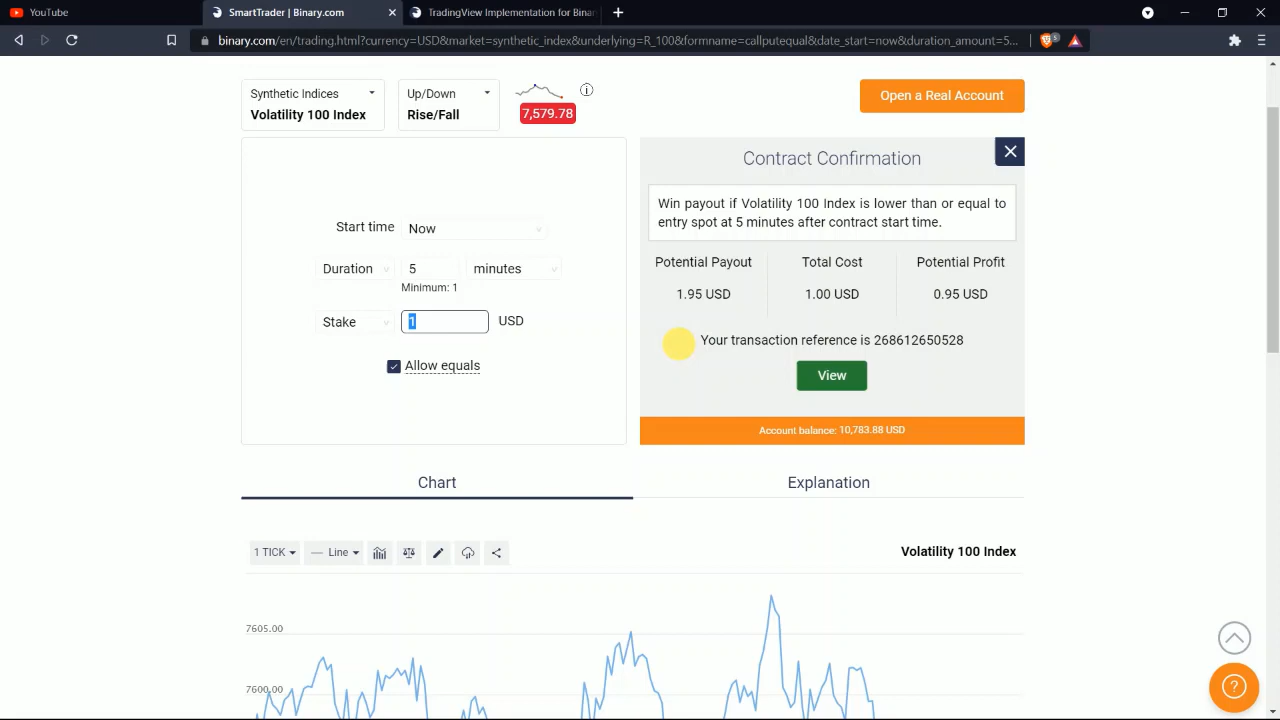 YouTube
SmartTrader | Binary.com
TradingView Implementation for Binar
binary.com/en/trading.html?currency=USD&market=synthetic_index&underlying=R_100&formname=callputequal&date_start=now&duration_amount=5...
5
Synthetic Indices
Volatility 100 Index
Up/Down
Rise/Fall
7,579.78
Open a Real Account
Start time Now
Duration 5 minutes
Minimum: 1
Stake 1 USD
Allow equals
Contract Confirmation
Win payout if Volatility 100 Index is lower than or equal to
entry spot at 5 minutes after contract start time.
Potential Payout Total Cost Potential Profit
1.95 USD 1.00 USD 0.95 USD
Your transaction reference is 268612650528
View
Account balance: 10,783.88 USD
Chart Explanation
1 TICK Line
Volatility 100 Index
7605.00
7600.00